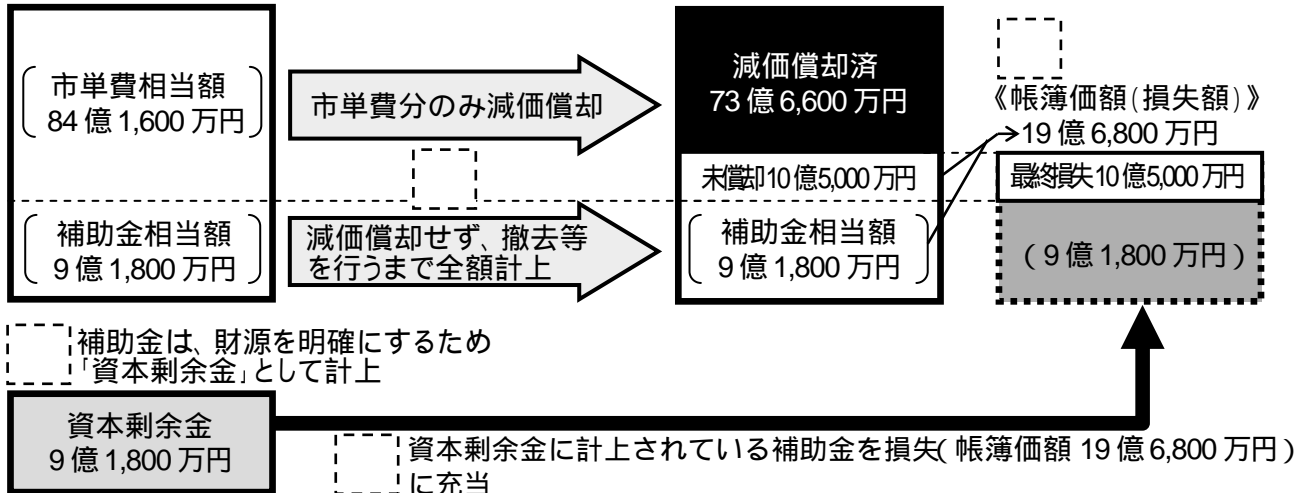 市単費相当額
84億1,600万円
市単費分のみ減価償却
減価償却済
73億6,600万円
《帳簿価額(損失額)》
19億6,800万円
未償却10億5,000万円
最終損失10億5,000万円
補助金相当額
9億1,800万円
減価償却せず、撤去等
を行うまで全額計上
補助金相当額
9億1,800万円
(9億1,800万円)
補助金は、財源を明確にするため
「資本剰余金」として計上
資本剰余金
9億1,800万円
資本剰余金に計上されている補助金を損失(帳簿価額19億6,800万円)
に充当